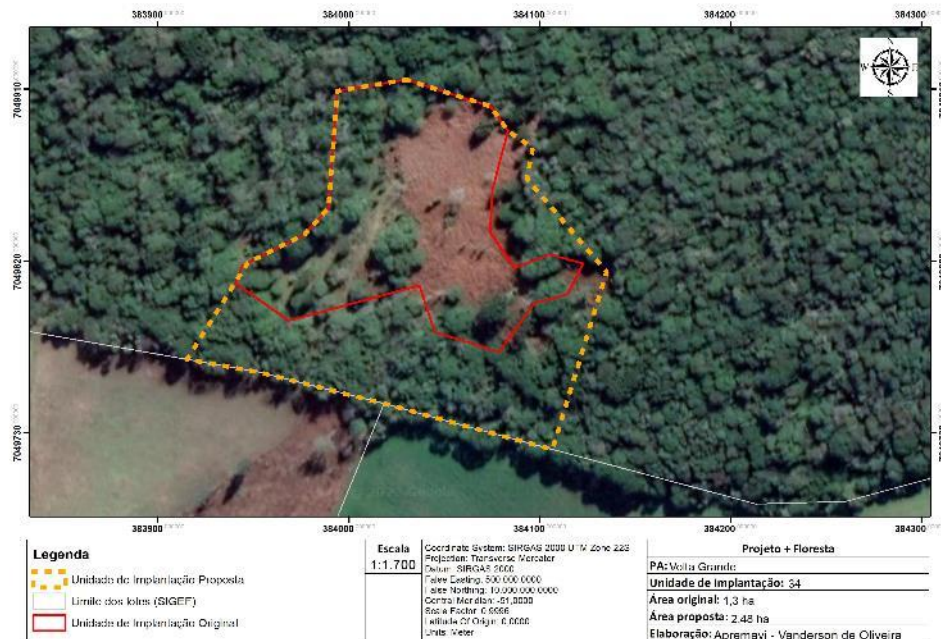 383900 384000 384100 384200 384300
N
W E
S
7049910
7049820
7049730
383900 384000 384100 384200 384300
Legenda
Unidade de Implantação Proposta
Limite dos lotes (SIGEF)
Unidade de Implantação Original
Escala
1:1.700
Coordinate System: SIRGAS 2000 UTM Zone 22S
Projection: Transverse Mercator
Datum: SIRGAS 2000
False Easting: 500.000,0000
False Northing: 10.000.000,0000
Central Meridian: -51,0000
Scale Factor: 0,9996
Latitude Of Origin: 0,0000
Units: Meter
Projeto + Floresta
PA: Volta Grande
Unidade de Implantação: 34
Área original: 1,3 ha
Área proposta: 2,48 ha
Elaboração: Apremavi - Vanderson de Oliveira